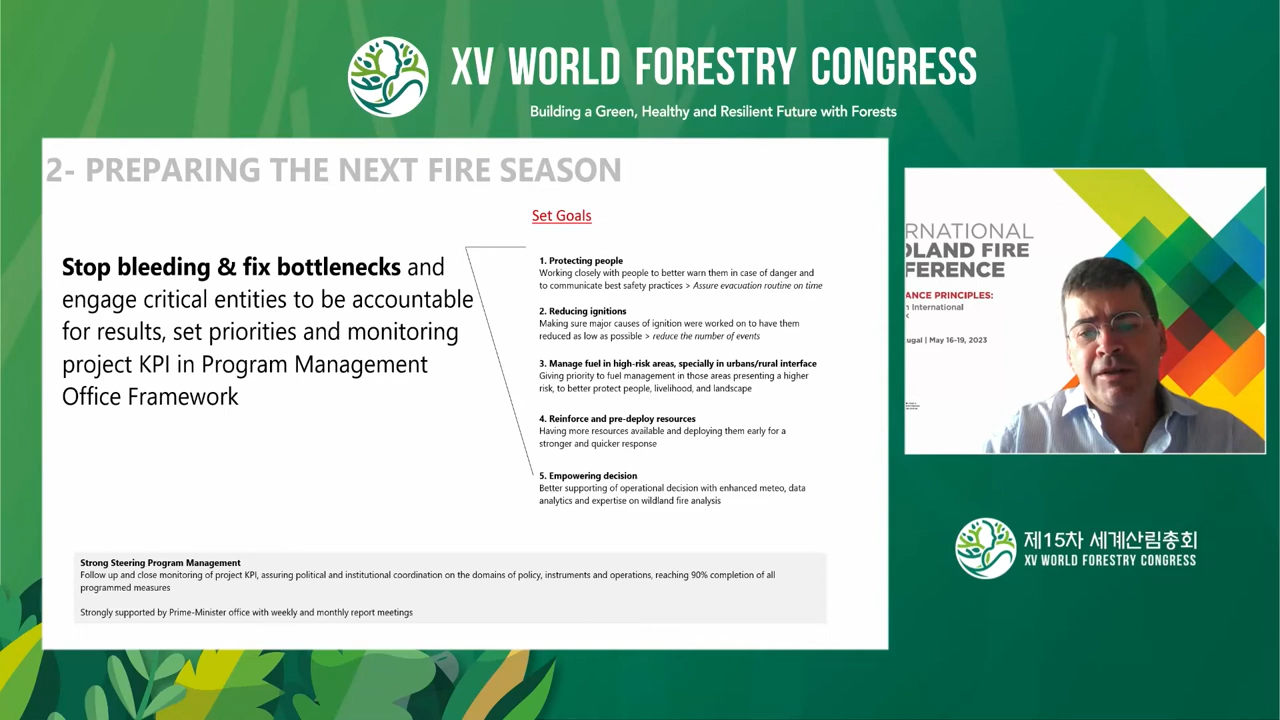 XV WORLD FORESTRY CONGRESS
Building a Green, Healthy and Resilient Future with Forests
2- PREPARING THE NEXT FIRE SEASON
Set Goals
Stop bleeding & fix bottlenecks and
engage critical entities to be accountable
for results, set priorities and monitoring
project KPI in Program Management
Office Framework
1. Protecting people
Working closely with people to better warn them in case of danger and
to communicate best safety practices > Assure evacuation routine on time
2. Reducing ignitions
Making sure major causes of ignition were worked on to have them
reduced as low as possible > reduce the number of events
3. Manage fuel in high-risk areas, specially in urbans/rural interface
Giving priority to fuel management in those areas presenting a higher
risk, to better protect people, livelihood, and landscape
4. Reinforce and pre-deploy resources
Having more resources available and deploying them early for a
stronger and quicker response
5. Empowering decision
Better supporting of operational decision with enhanced meteo, data
analytics and expertise on wildland fire analysis
Strong Steering Program Management
Follow up and close monitoring of project KPI, assuring political and institutional coordination on the domains of policy, instruments and operations, reaching 90% completion of all
programmed measures
Strongly supported by Prime-Minister office with weekly and monthly report meetings
RNATIONAL
DLAND FIRE
FERENCE
ANCE PRINCIPLES:
n International
ugal | May 16-19, 2023
제15차 세계산림총회
XV WORLD FORESTRY CONGRESS